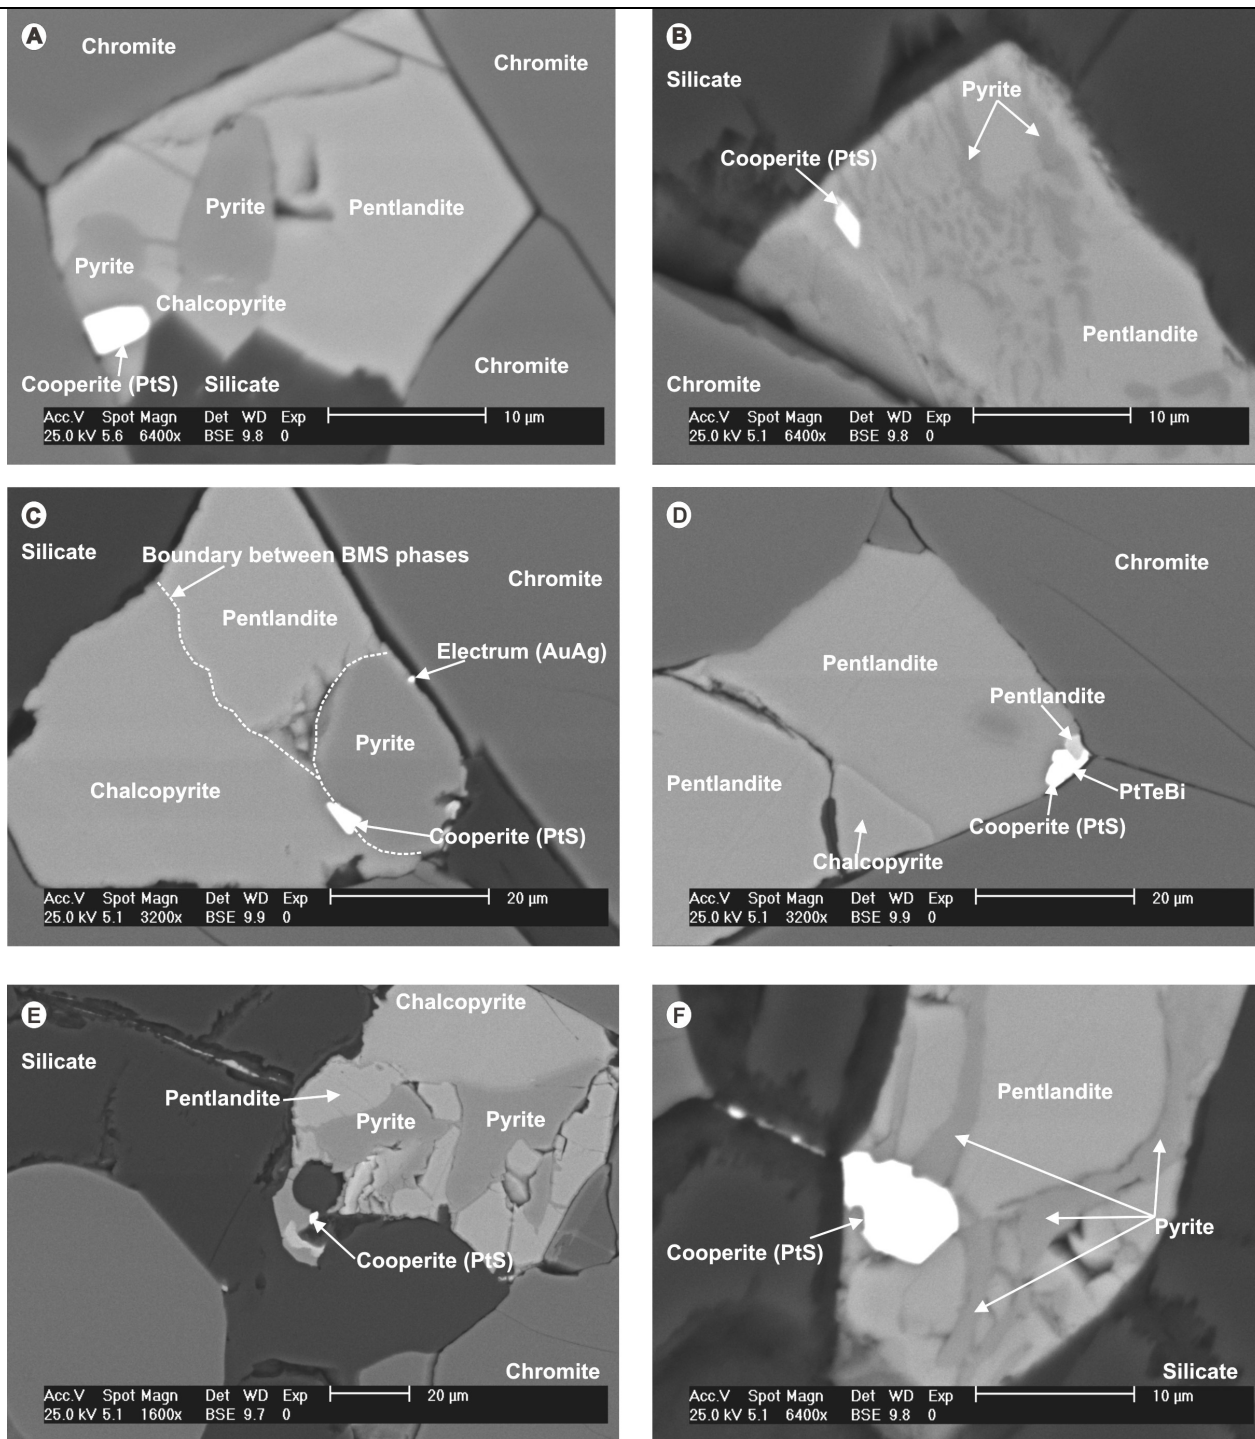 A
Chromite
Chromite
Pyrite
Pentlandite
Pyrite
Chalcopyrite
Chromite
Cooperite (PtS)
Silicate
Acc.V Spot Magn Det WD Exp 10 µm
25.0 kV 5.6 6400x BSE 9.8 0
B
Silicate
Pyrite
Cooperite (PtS)
Pentlandite
Chromite
Acc.V Spot Magn Det WD Exp 10 µm
25.0 kV 5.1 6400x BSE 9.8 0
C
Silicate
Boundary between BMS phases
Chromite
Pentlandite
Electrum (AuAg)
Pyrite
Chalcopyrite
Cooperite (PtS)
Acc.V Spot Magn Det WD Exp 20 µm
25.0 kV 5.1 3200x BSE 9.9 0
D
Chromite
Pentlandite
Pentlandite
Pentlandite
PtTeBi
Cooperite (PtS)
Chalcopyrite
Acc.V Spot Magn Det WD Exp 20 µm
25.0 kV 5.1 3200x BSE 9.9 0
E
Chalcopyrite
Silicate
Pentlandite
Pyrite
Pyrite
Cooperite (PtS)
Chromite
Acc.V Spot Magn Det WD Exp 20 µm
25.0 kV 5.1 1600x BSE 9.7 0
F
Pentlandite
Pyrite
Cooperite (PtS)
Silicate
Acc.V Spot Magn Det WD Exp 10 µm
25.0 kV 5.1 6400x BSE 9.8 0